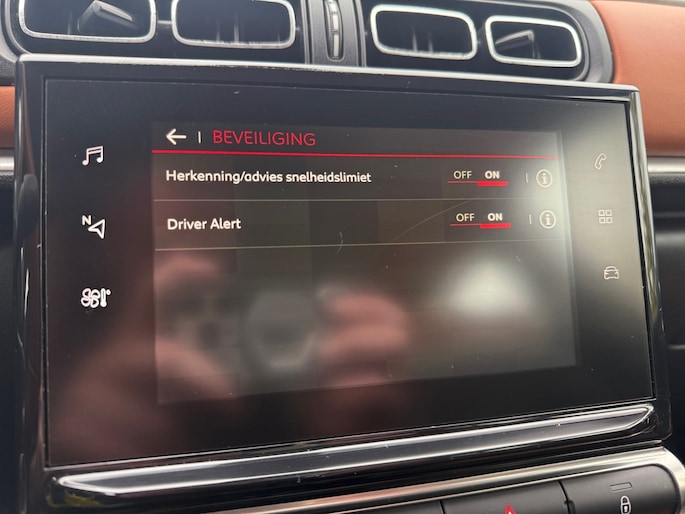 BEVEILIGING
Herkenning/advies snelheidslimiet OFF ON
Driver Alert OFF ON
N